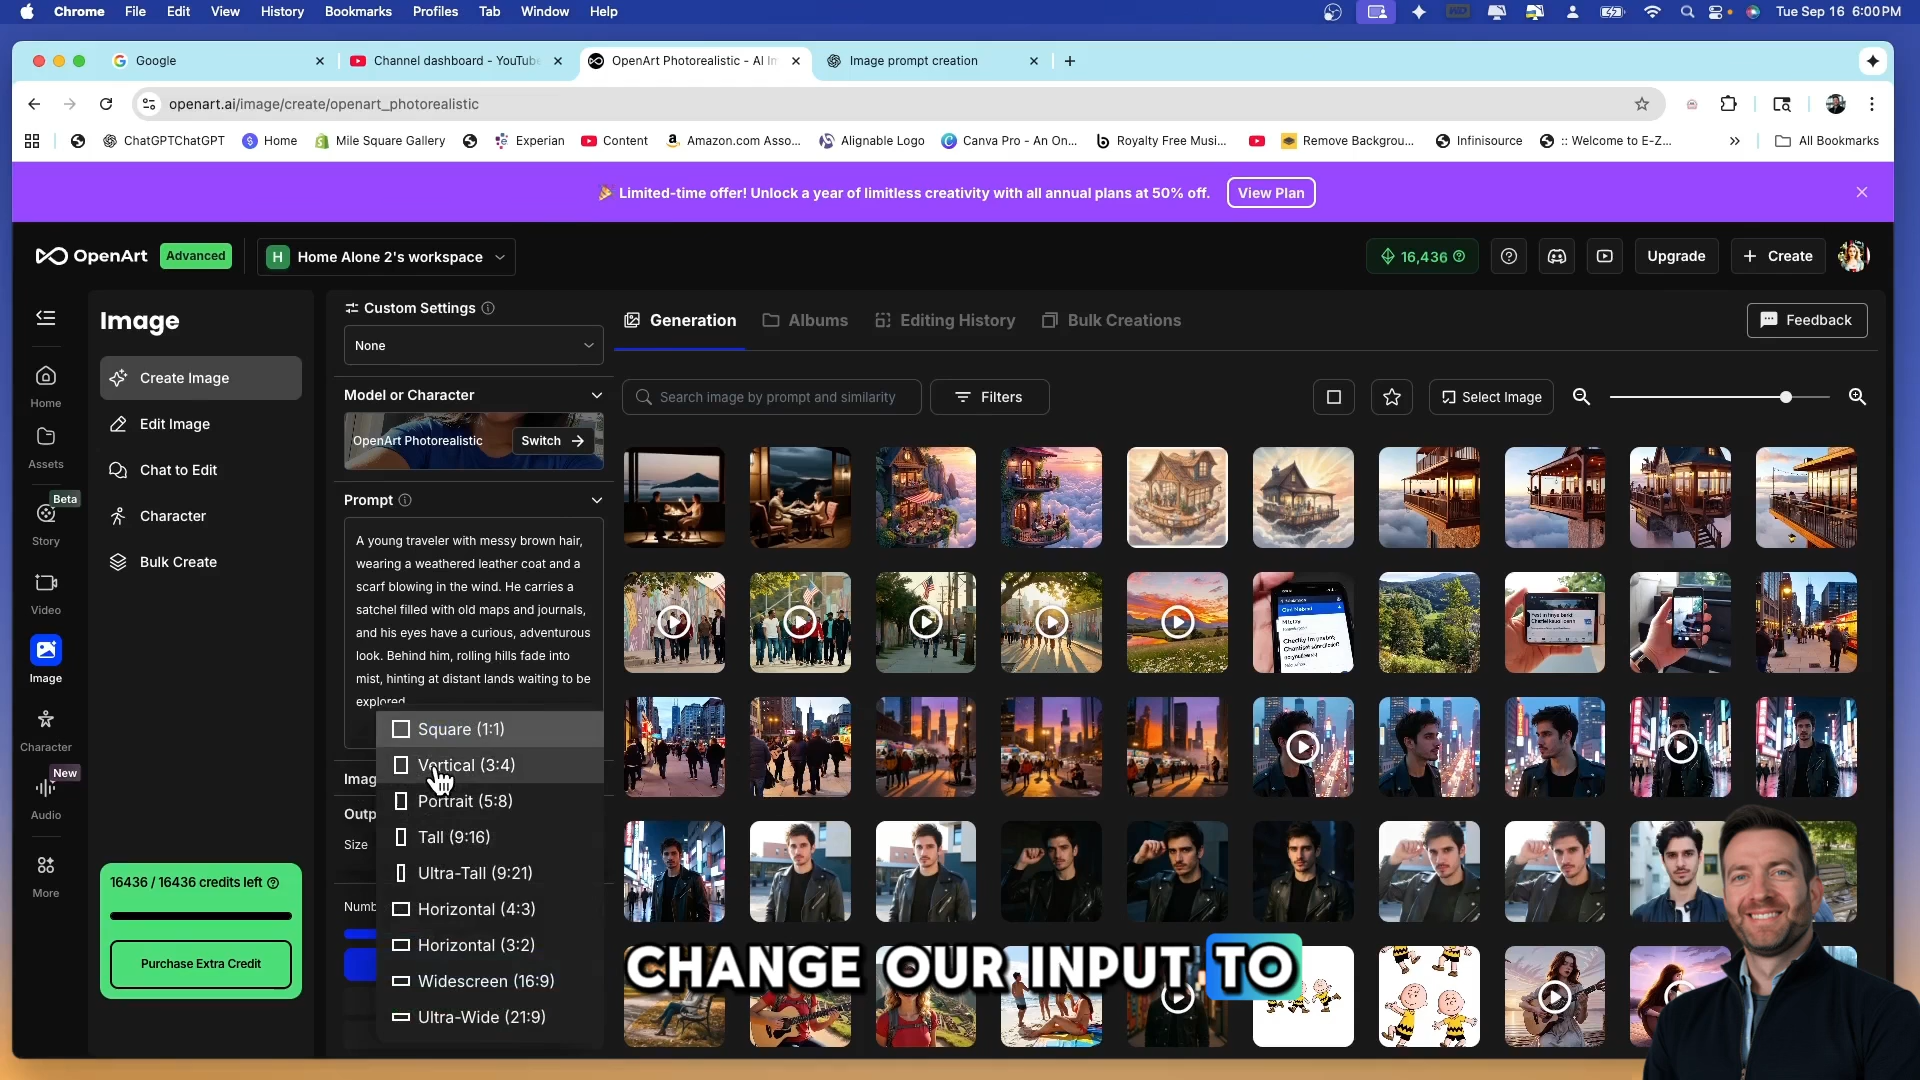 Chrome File Edit View History Bookmarks Profiles Tab Window Help
Tue Sep 16 6:00 PM
Google
Channel dashboard - YouTube
OpenArt Photorealistic - AI Im
Image prompt creation
openart.ai/image/create/openart_photorealistic
ChatGPTChatGPT Home Mile Square Gallery Experian Content Amazon.com Asso... Alignable Logo Canva Pro - An On... Royalty Free Musi... Remove Backgrou... Infinisource :: Welcome to E-Z... » All Bookmarks
Limited-time offer! Unlock a year of limitless creativity with all annual plans at 50% off. View Plan
OpenArt Advanced
H Home Alone 2's workspace
16,436
Upgrade
+ Create
Home
Assets
Beta
Story
Video
Image
Character
New
Audio
More
Image
Create Image
Edit Image
Chat to Edit
Character
Bulk Create
16436 / 16436 credits left
Purchase Extra Credit
Custom Settings
None
Model or Character
OpenArt Photorealistic Switch
Prompt
A young traveler with messy brown hair,
wearing a weathered leather coat and a
scarf blowing in the wind. He carries a
satchel filled with old maps and journals,
and his eyes have a curious, adventurous
look. Behind him, rolling hills fade into
mist, hinting at distant lands waiting to be
explored.
Imag
Outp
Size
Numb
Square (1:1)
Vertical (3:4)
Portrait (5:8)
Tall (9:16)
Ultra-Tall (9:21)
Horizontal (4:3)
Horizontal (3:2)
Widescreen (16:9)
Ultra-Wide (21:9)
Generation Albums Editing History Bulk Creations
Feedback
Search image by prompt and similarity
Filters
Select Image
CHANGE OUR INPUT TO